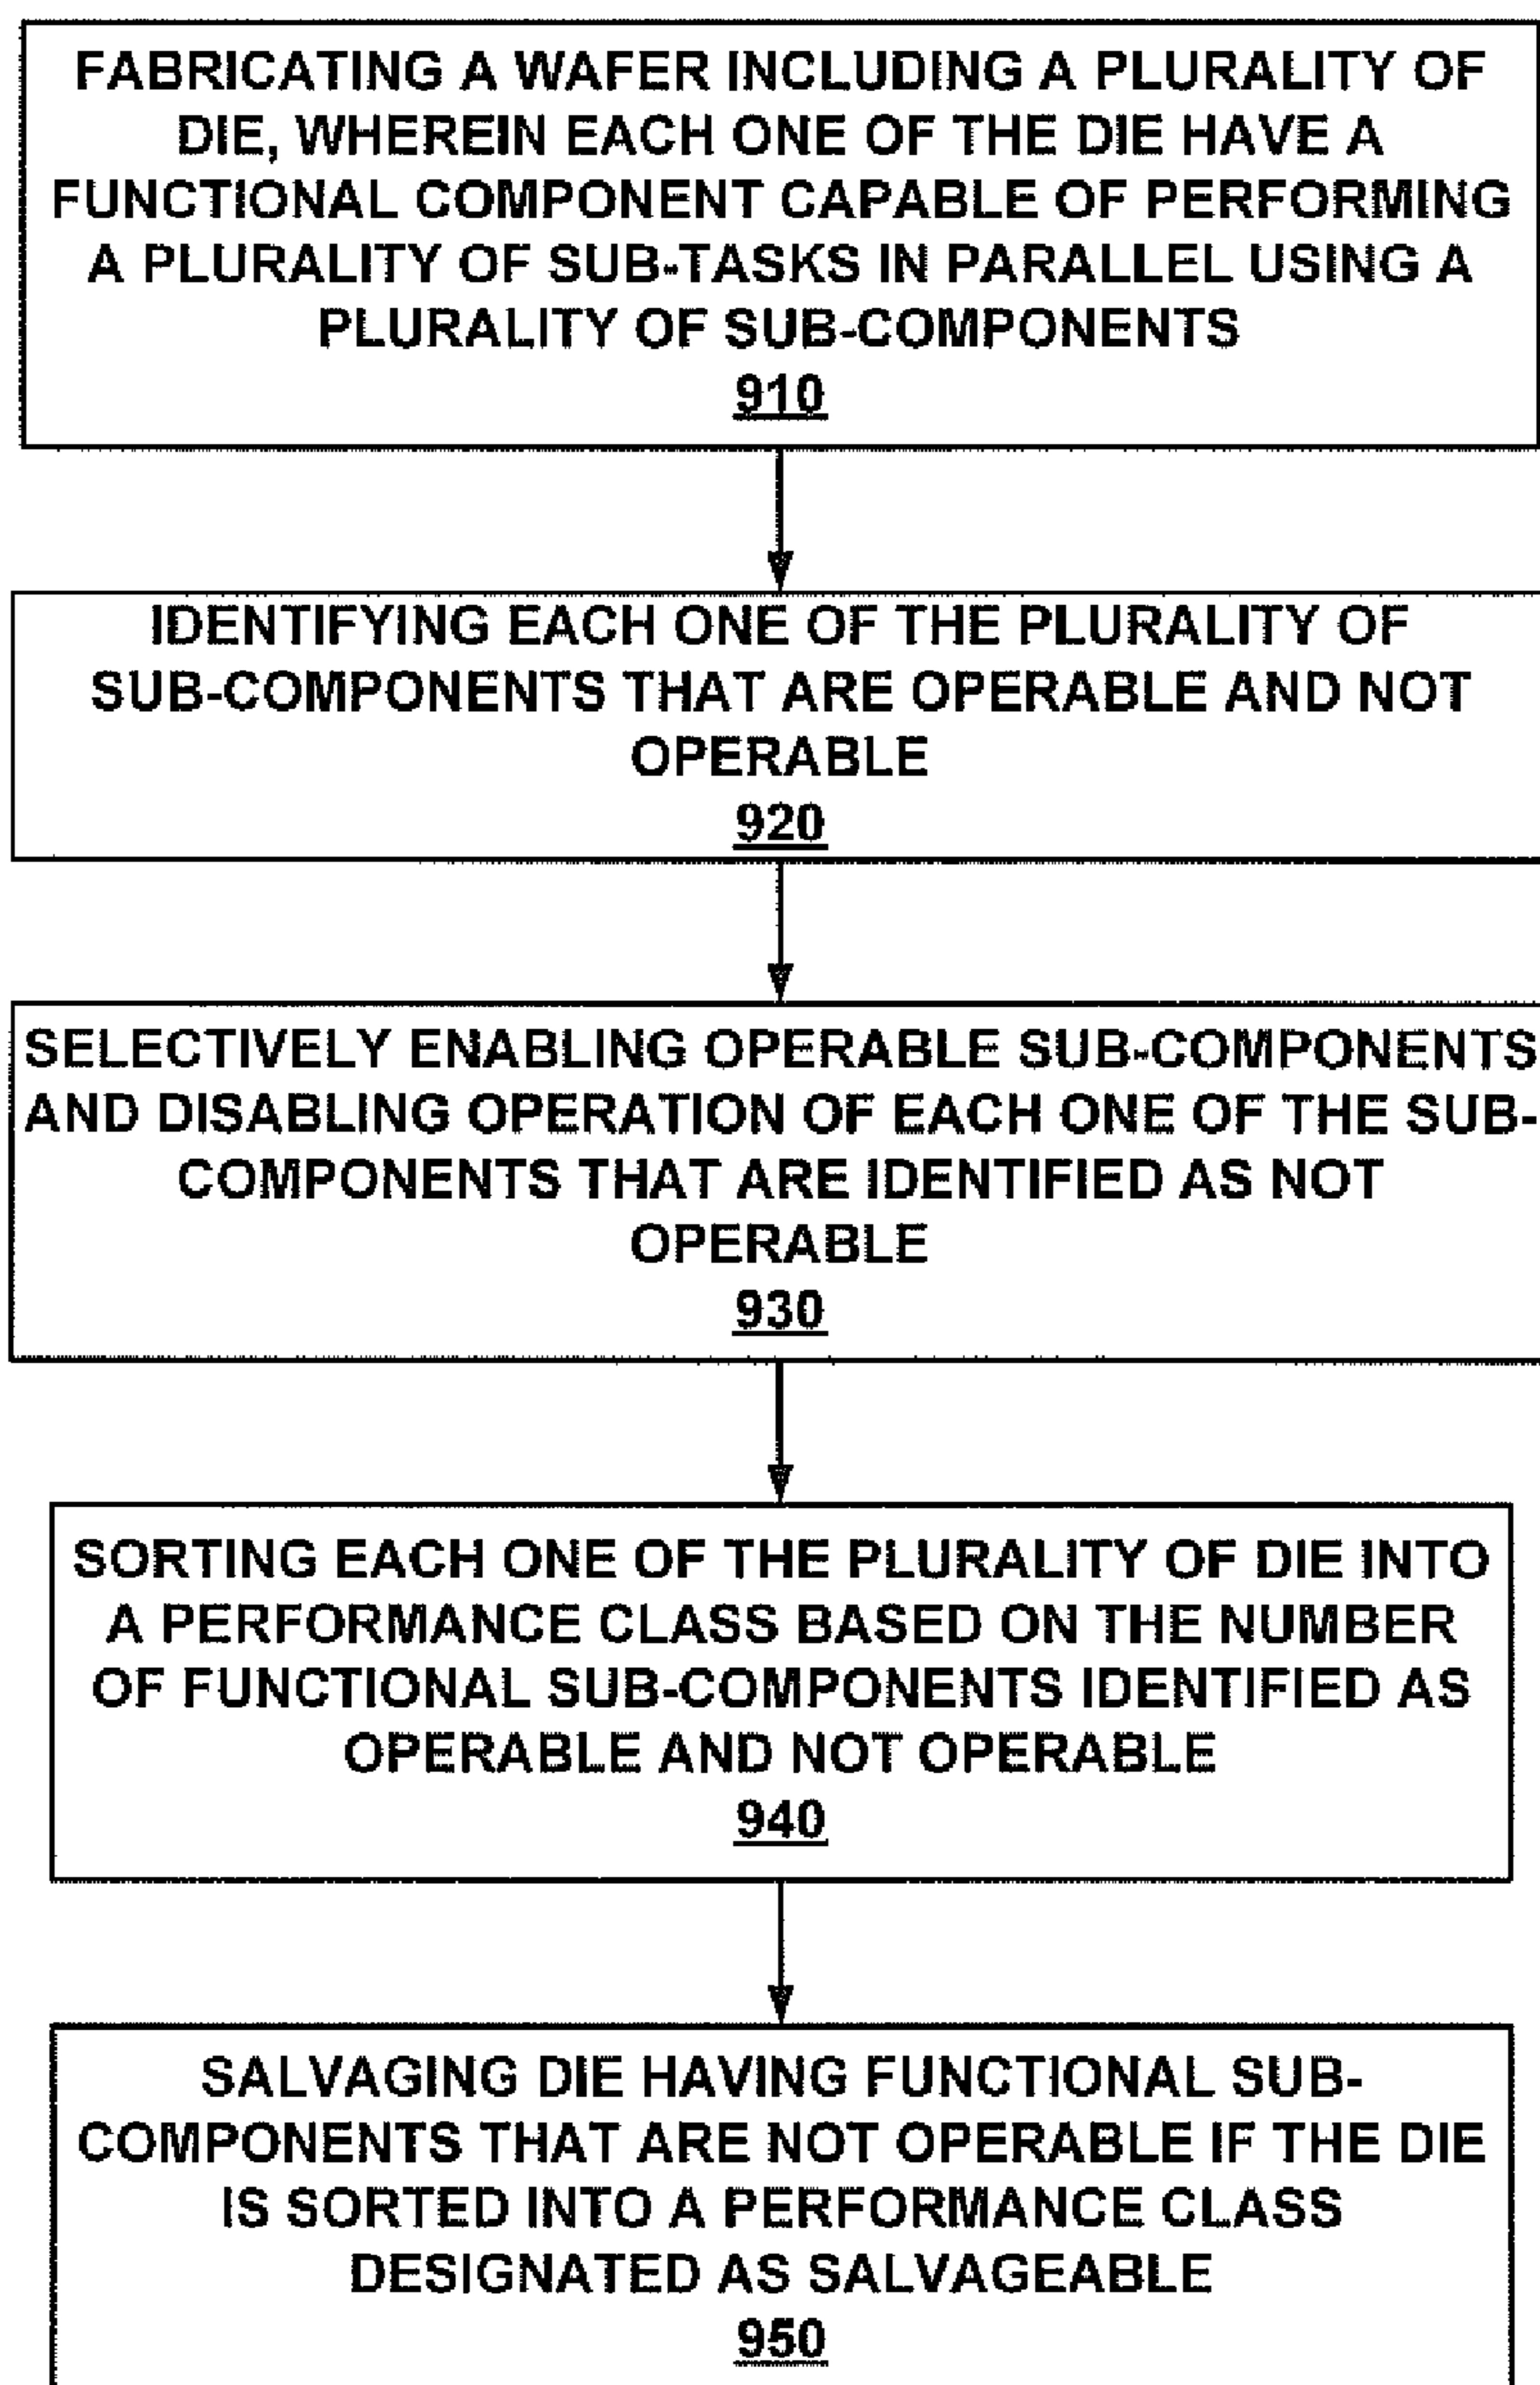 FABRICATING A WAFER INCLUDING A PLURALITY OF
DIE, WHEREIN EACH ONE OF THE DIE HAVE A
FUNCTIONAL COMPONENT CAPABLE OF PERFORMING
A PLURALITY OF SUB-TASKS IN PARALLEL USING A
PLURALITY OF SUB-COMPONENTS
910
IDENTIFYING EACH ONE OF THE PLURALITY OF
SUB-COMPONENTS THAT ARE OPERABLE AND NOT
OPERABLE
920
SELECTIVELY ENABLING OPERABLE SUB-COMPONENTS
AND DISABLING OPERATION OF EACH ONE OF THE SUB-
COMPONENTS THAT ARE IDENTIFIED AS NOT
OPERABLE
930
SORTING EACH ONE OF THE PLURALITY OF DIE INTO
A PERFORMANCE CLASS BASED ON THE NUMBER
OF FUNCTIONAL SUB-COMPONENTS IDENTIFIED AS
OPERABLE AND NOT OPERABLE
940
SALVAGING DIE HAVING FUNCTIONAL SUB-
COMPONENTS THAT ARE NOT OPERABLE IF THE DIE
IS SORTED INTO A PERFORMANCE CLASS
DESIGNATED AS SALVAGEABLE
950